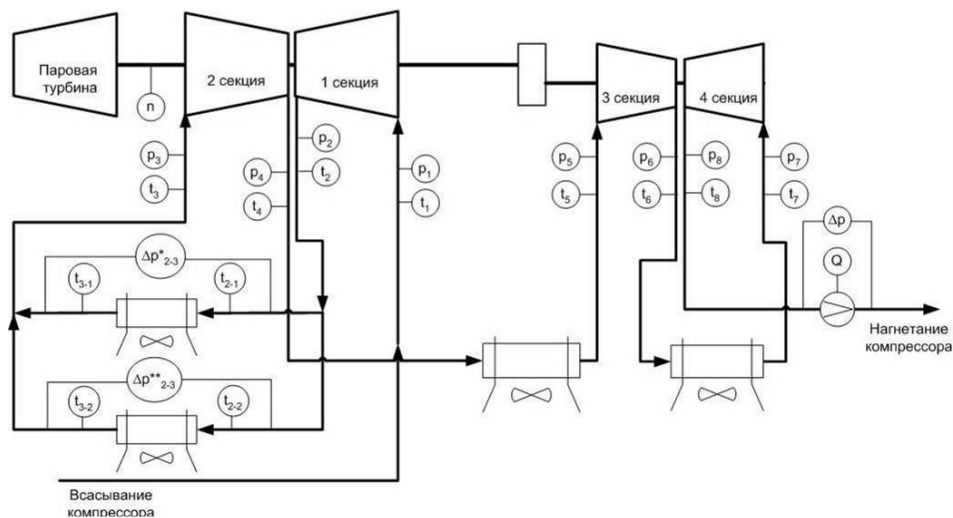 Паровая
турбина
2 секция
1 секция
3 секция
4 секция
n
p3
t3
p4
t4
p2
t2
p1
t1
p5
t5
p6
t6
p8
t8
p7
t7
Δp
Q
Δp*2-3
t3-1
t2-1
Δp**2-3
t3-2
t2-2
Нагнетание
компрессора
Всасывание
компрессора